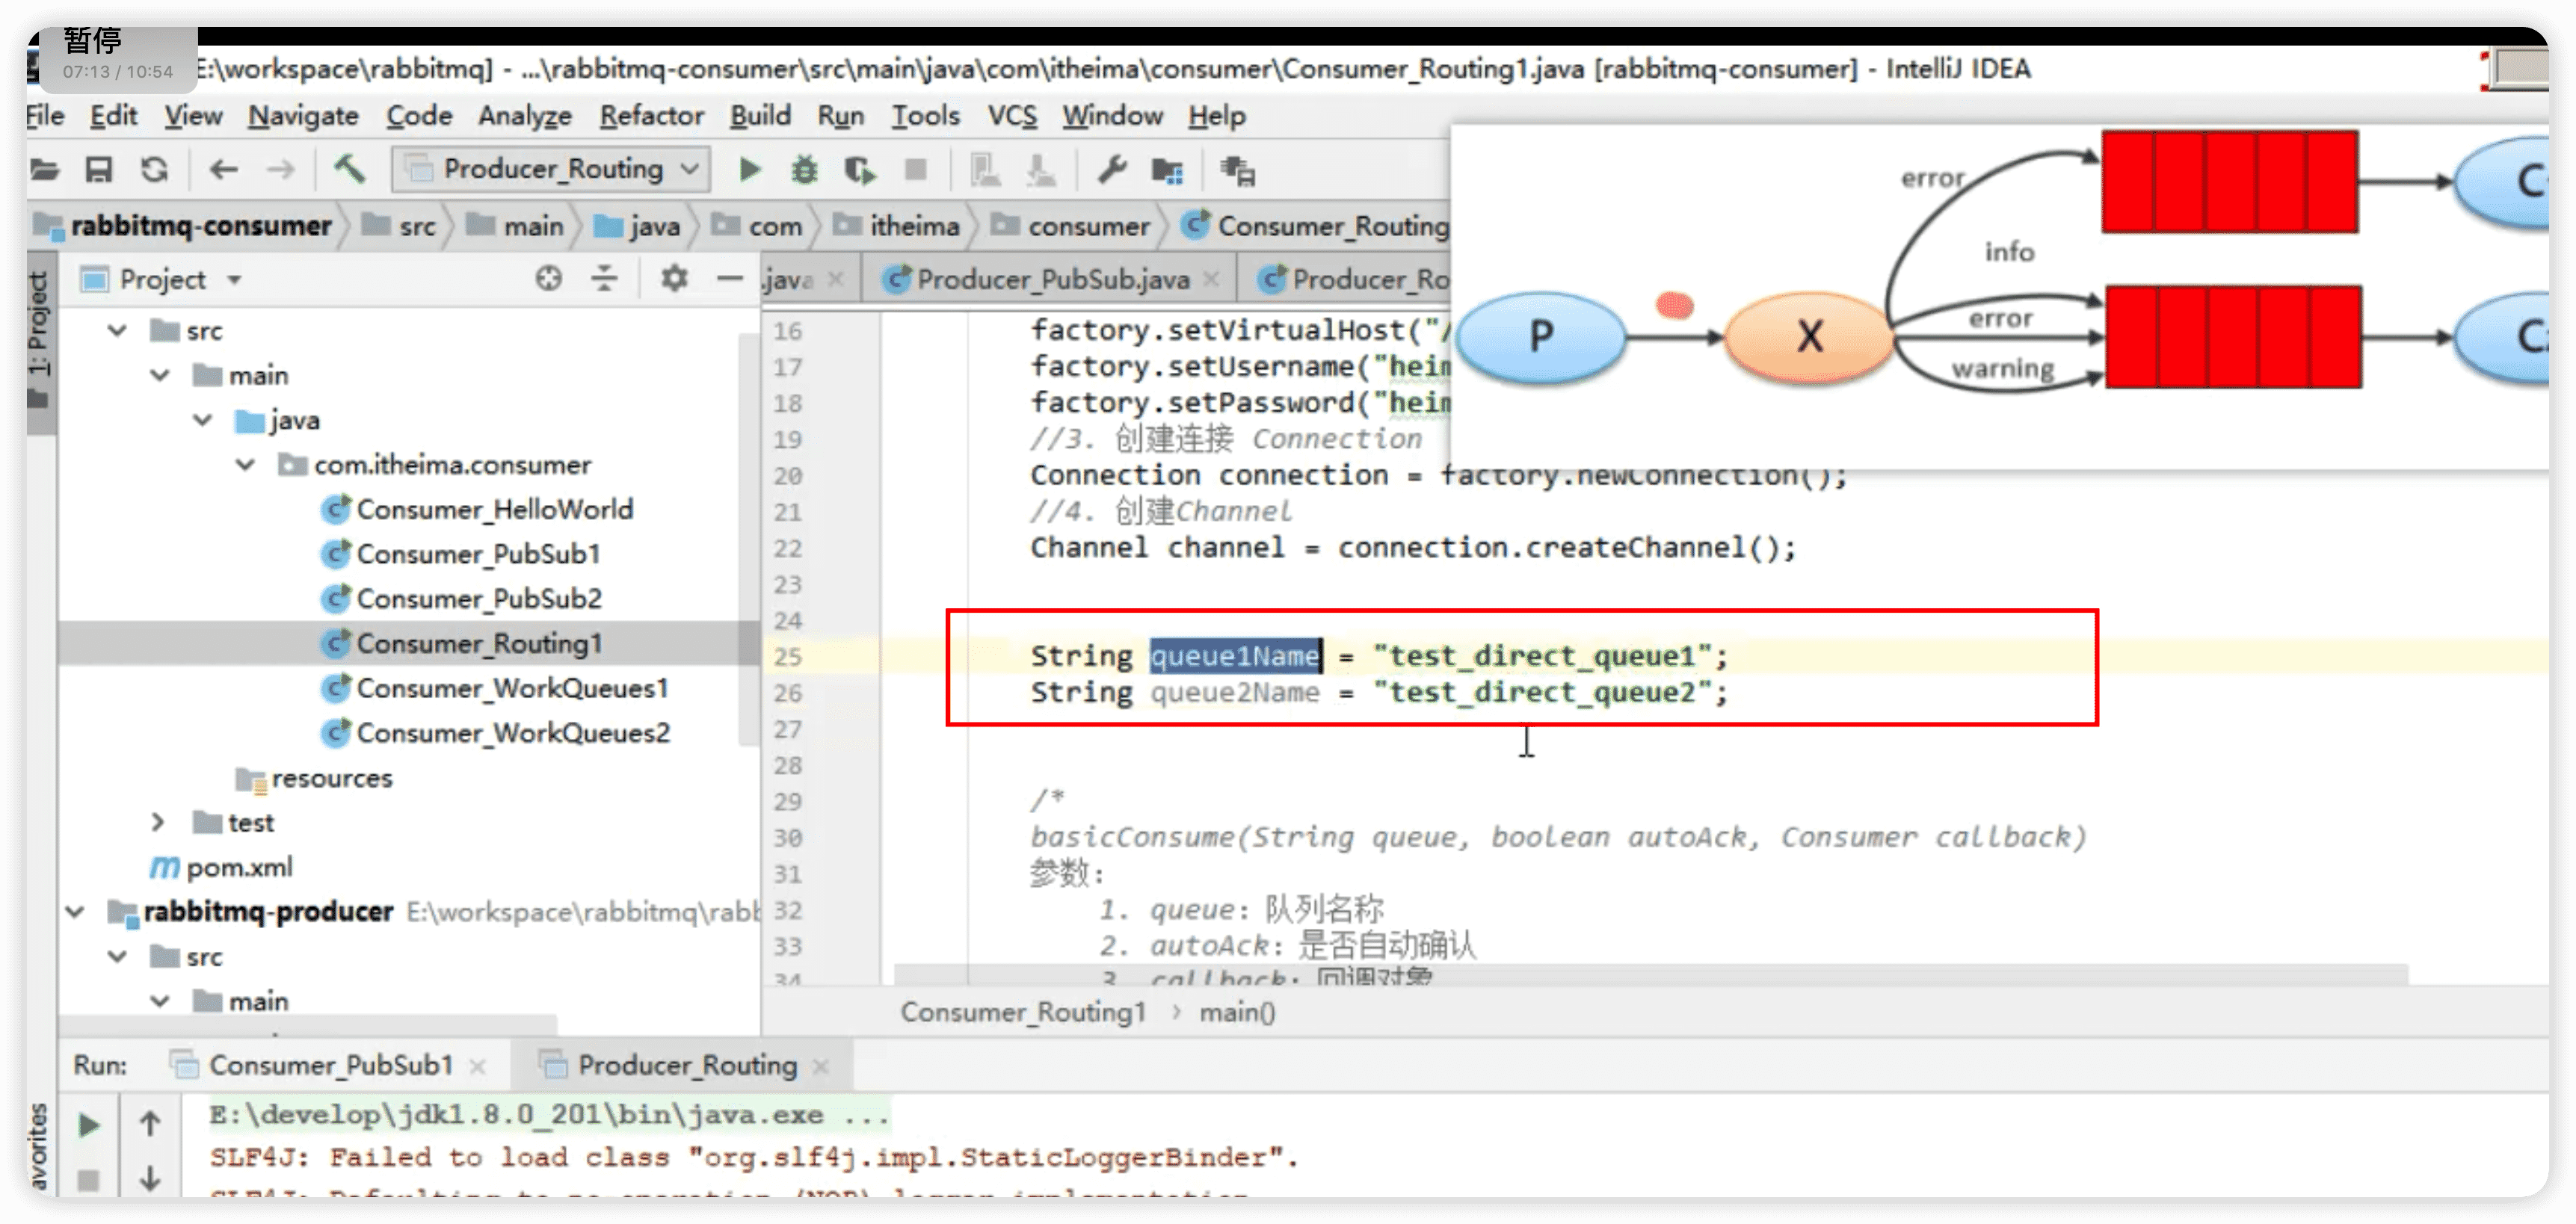 暂停
07:13 / 10:54
E:\workspace\rabbitmq] - ...\rabbitmq-consumer\src\main\java\com\itheima\consumer\Consumer_Routing1.java [rabbitmq-consumer] - IntelliJ IDEA
File Edit View Navigate Code Analyze Refactor Build Run Tools VCS Window Help
Producer_Routing
rabbitmq-consumer src main java com itheima consumer Consumer_Routing
1: Project
Project
.java Producer_PubSub.java Producer_Ro
src
main
java
com.itheima.consumer
Consumer_HelloWorld
Consumer_PubSub1
Consumer_PubSub2
Consumer_Routing1
Consumer_WorkQueues1
Consumer_WorkQueues2
resources
test
pom.xml
rabbitmq-producer E:\workspace\rabbitmq\rabb
src
main
16 factory.setVirtualHost("/
17 factory.setUsername("heim
18 factory.setPassword("heim
19 //3. 创建连接 Connection
20 Connection connection = factory.newConnection();
21 //4. 创建Channel
22 Channel channel = connection.createChannel();
23
24
25 String queue1Name = "test_direct_queue1";
26 String queue2Name = "test_direct_queue2";
27
28
29 /*
30 basicConsume(String queue, boolean autoAck, Consumer callback)
31 参数：
32 1. queue：队列名称
33 2. autoAck：是否自动确认
34 3. callback：回调对象
Consumer_Routing1 › main()
error
info
error
warning
P
X
C
C
Run: Consumer_PubSub1 Producer_Routing
E:\develop\jdk1.8.0_201\bin\java.exe ...
SLF4J: Failed to load class "org.slf4j.impl.StaticLoggerBinder".
SLF4J: Defaulting to no-operation (NOP) logger implementation
avorites